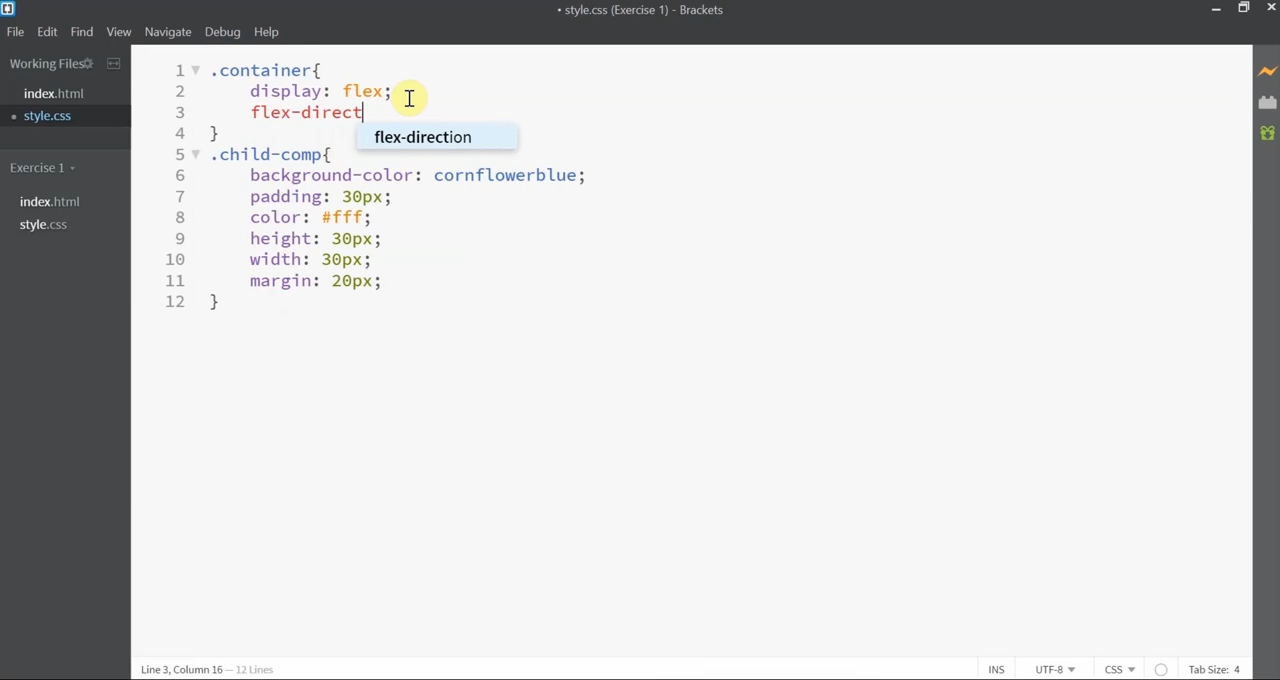 • style.css (Exercise 1) - Brackets
File Edit Find View Navigate Debug Help
Working Files
index.html
• style.css
Exercise 1
index.html
style.css
1 .container{
2 display: flex;
3 flex-direct
flex-direction
4 }
5 .child-comp{
6 background-color: cornflowerblue;
7 padding: 30px;
8 color: #fff;
9 height: 30px;
10 width: 30px;
11 margin: 20px;
12 }
Line 3, Column 16 — 12 Lines
INS UTF-8 CSS Tab Size: 4